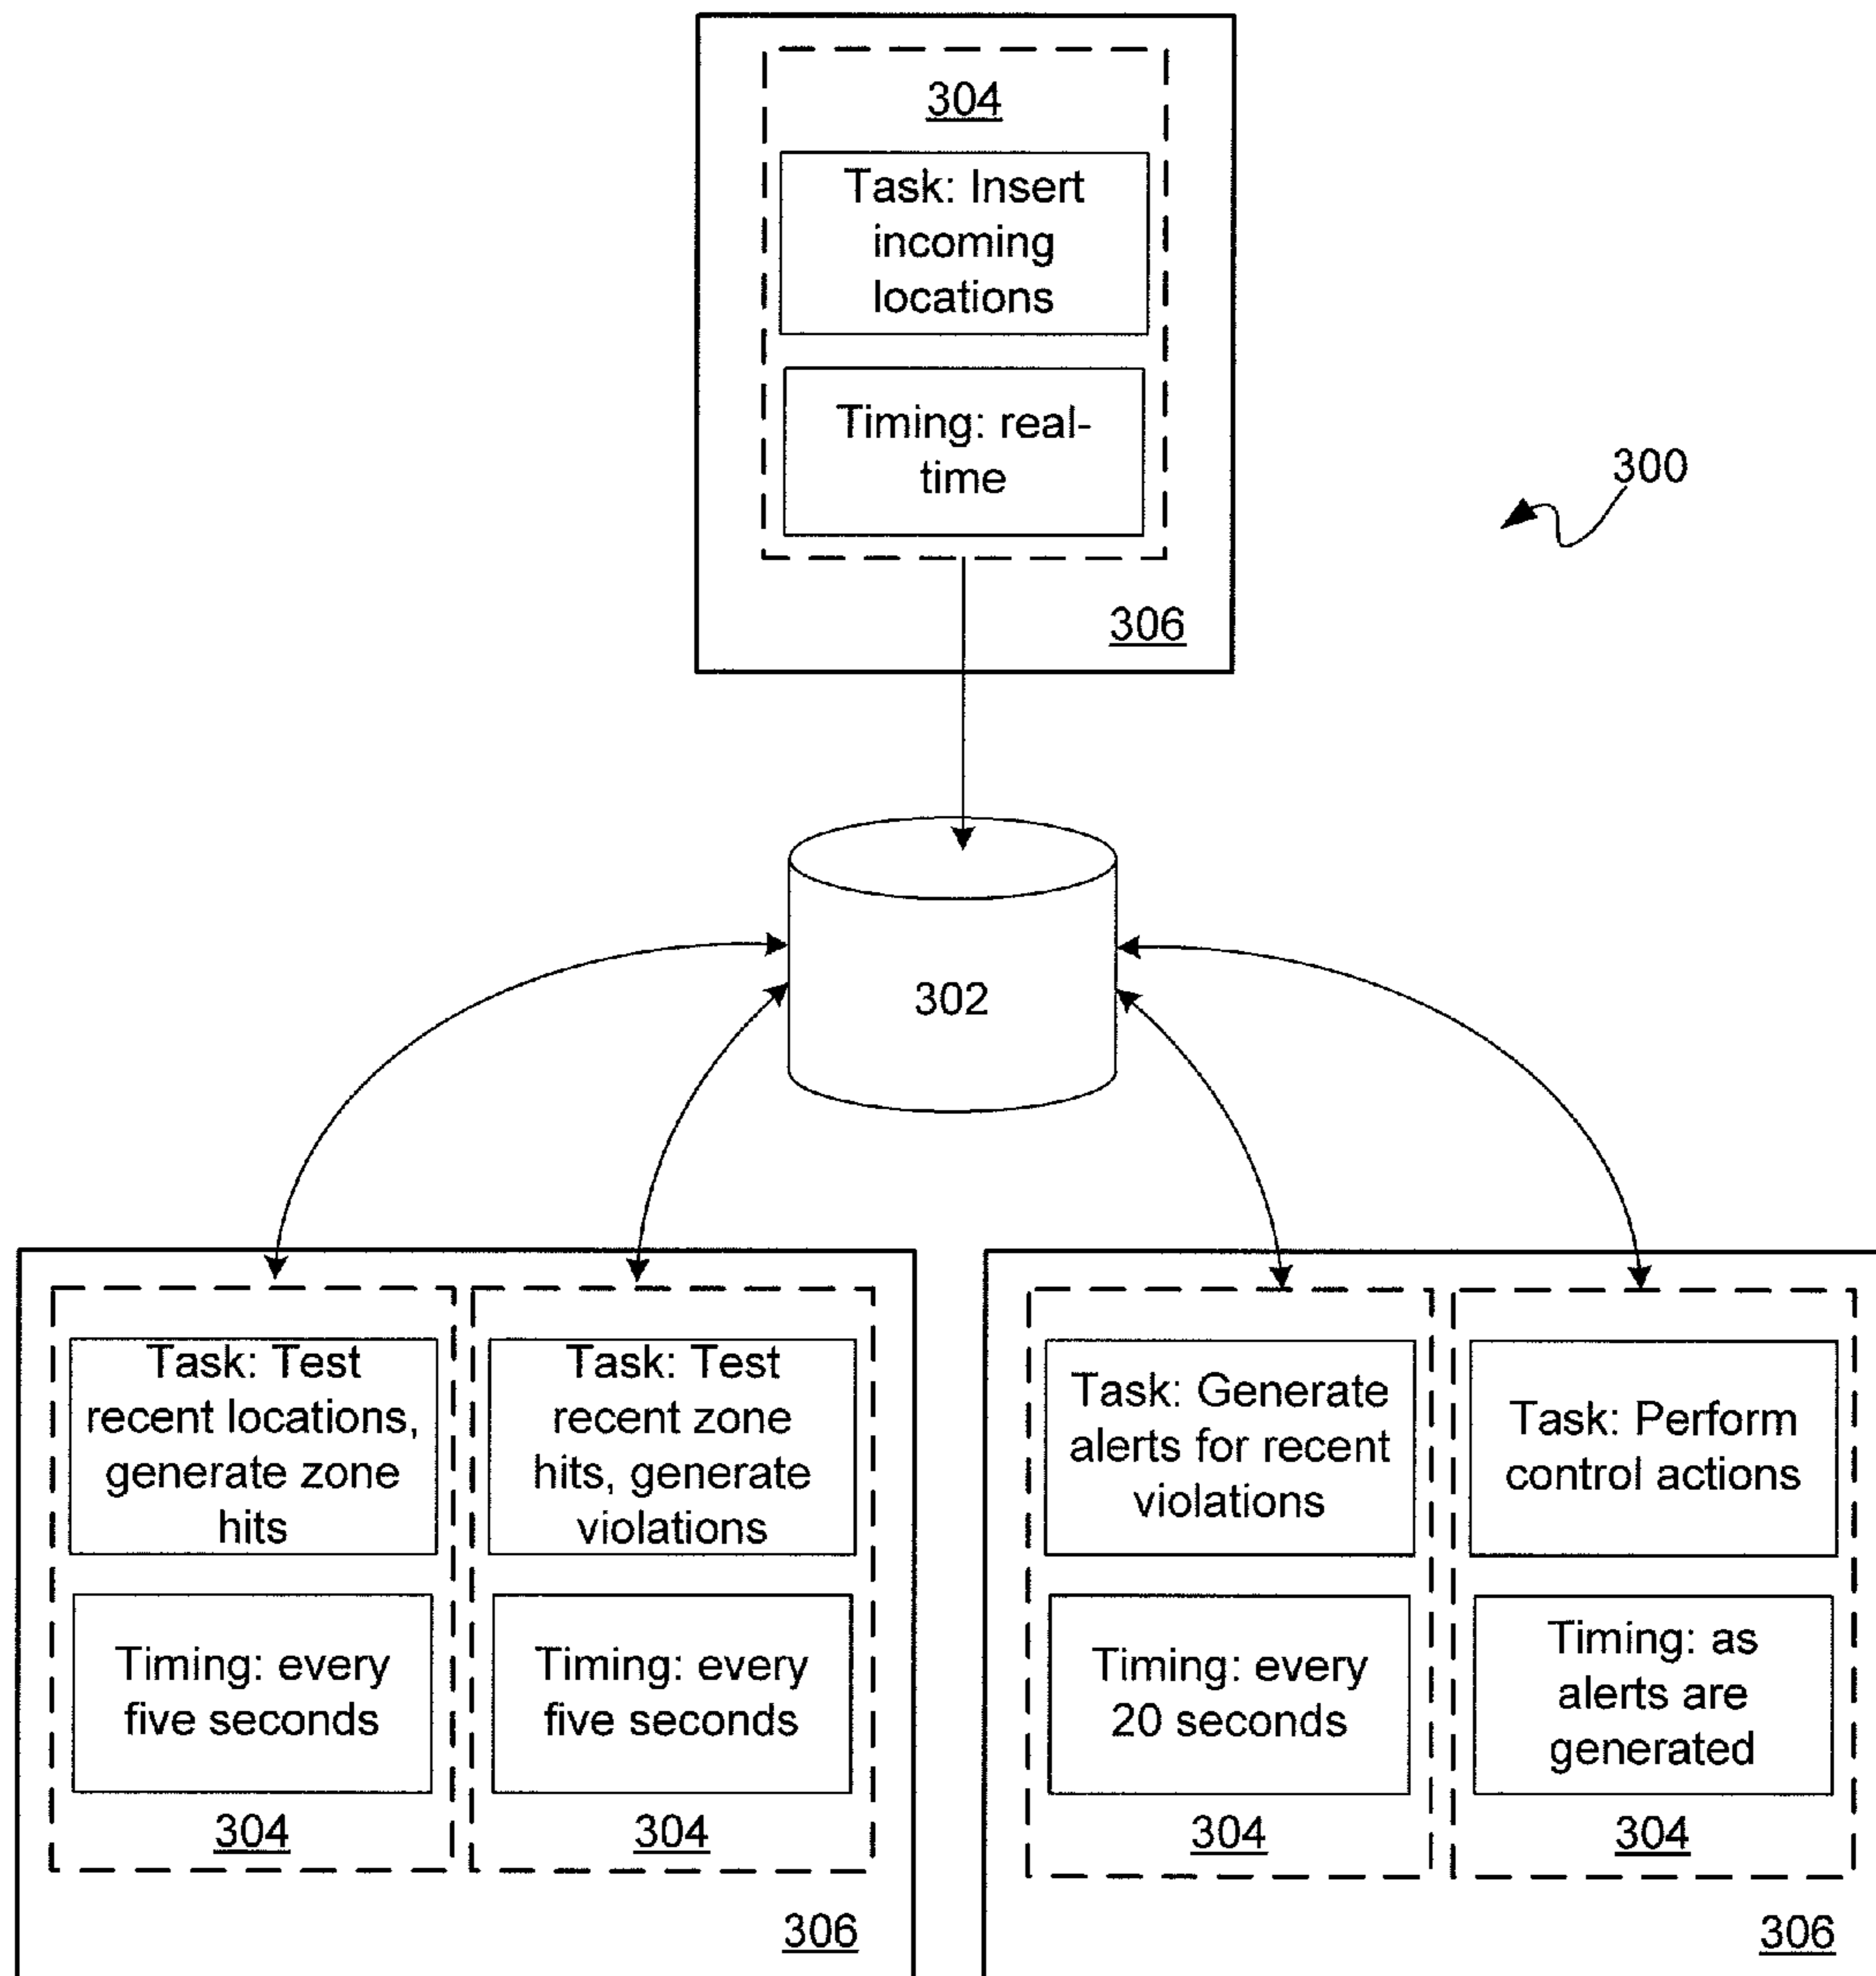 304
Task: Insert
incoming
locations
Timing: real-
time
306
300
302
Task: Test
recent locations,
generate zone
hits
Timing: every
five seconds
304
Task: Test
recent zone
hits, generate
violations
Timing: every
five seconds
304
306
Task: Generate
alerts for recent
violations
Timing: every
20 seconds
304
Task: Perform
control actions
Timing: as
alerts are
generated
304
306